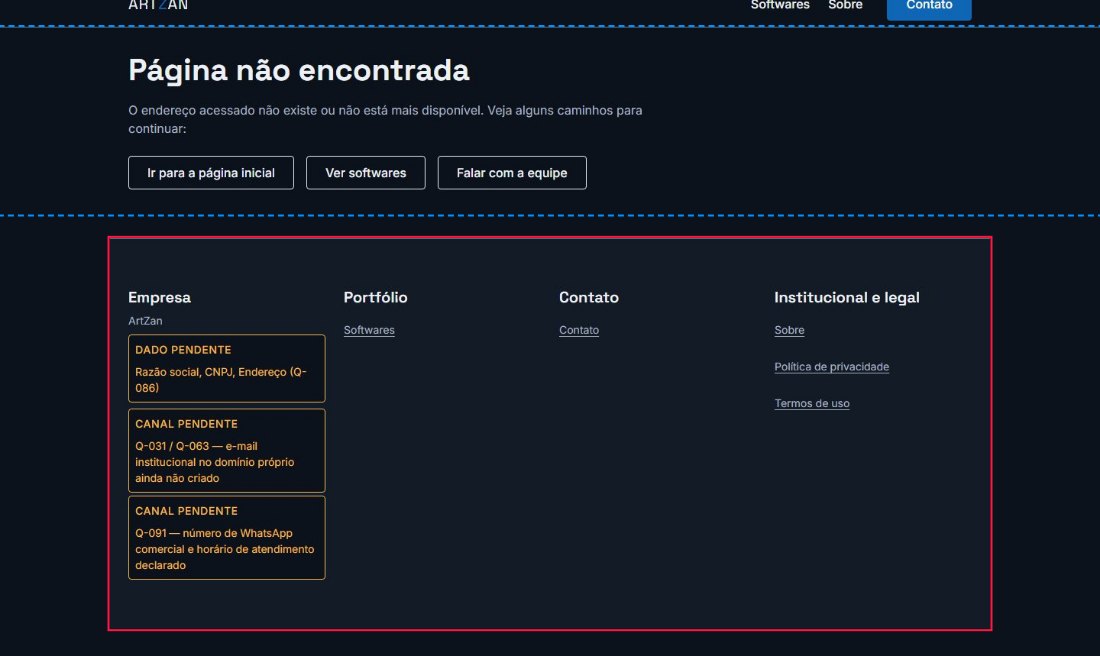 ARTZAN
Softwares
Sobre
Contato
Página não encontrada
O endereço acessado não existe ou não está mais disponível. Veja alguns caminhos para
continuar:
Ir para a página inicial
Ver softwares
Falar com a equipe
Empresa
ArtZan
DADO PENDENTE
Razão social, CNPJ, Endereço (Q-
086)
CANAL PENDENTE
Q-031 / Q-063 — e-mail
institucional no domínio próprio
ainda não criado
CANAL PENDENTE
Q-091 — número de WhatsApp
comercial e horário de atendimento
declarado
Portfólio
Softwares
Contato
Contato
Institucional e legal
Sobre
Política de privacidade
Termos de uso